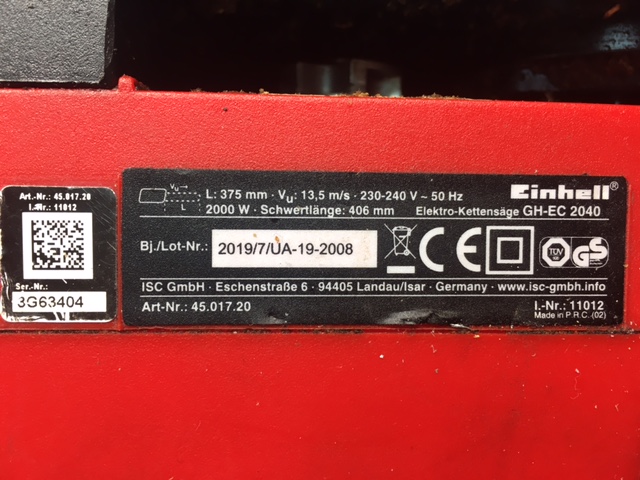 Art.-Nr.: 45.017.20
I.-Nr.: 11012
Ser.-Nr.:
3G63404
Vu
L
L: 375 mm · Vu: 13,5 m/s · 230-240 V ~ 50 Hz
2000 W · Schwertlänge: 406 mm
Einhell®
Elektro-Kettensäge GH-EC 2040
Bj./Lot-Nr.: 2019/7/UA-19-2008
CE
TÜV
GS
ISC GmbH · Eschenstraße 6 · 94405 Landau/Isar · Germany · www.isc-gmbh.info
Art-Nr.: 45.017.20
I.-Nr.: 11012
Made in P.R.C. (02)